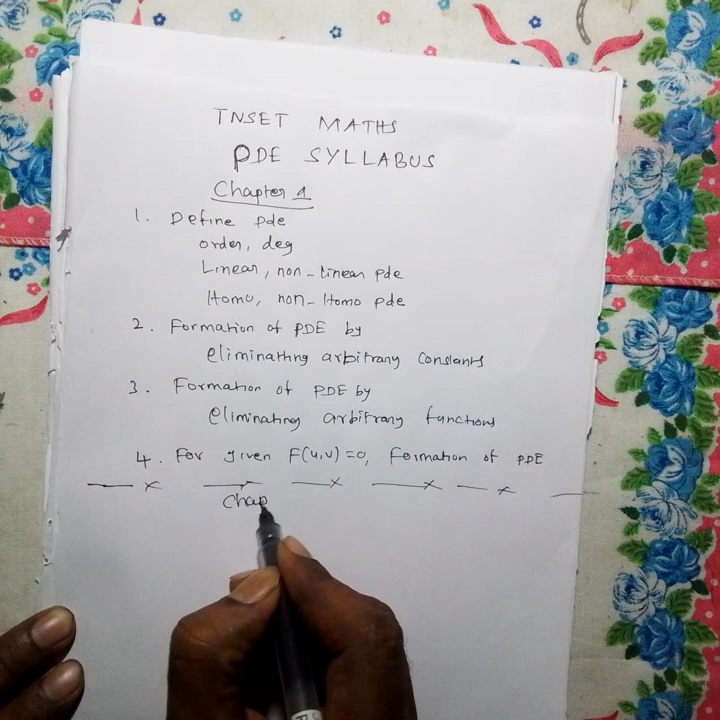 TNSET MATHS
PDE SYLLABUS
Chapter 1
1. Define pde
order, deg
Linear, non-linear pde
Homo, non-Homo pde
2. Formation of PDE by
eliminating arbitrary constants
3. Formation of PDE by
eliminating arbitrary functions
4. For given F(u,v)=0, Formation of PDE
Chap